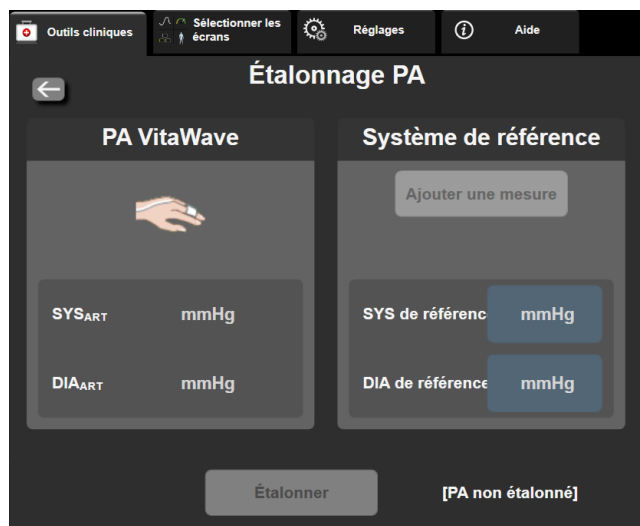 Outils cliniques
Sélectionner les
écrans
Réglages
Aide
Étalonnage PA
PA VitaWave
Système de référence
Ajouter une mesure
SYSART mmHg
SYS de référenc mmHg
DIAART mmHg
DIA de référence mmHg
Étalonner
[PA non étalonné]